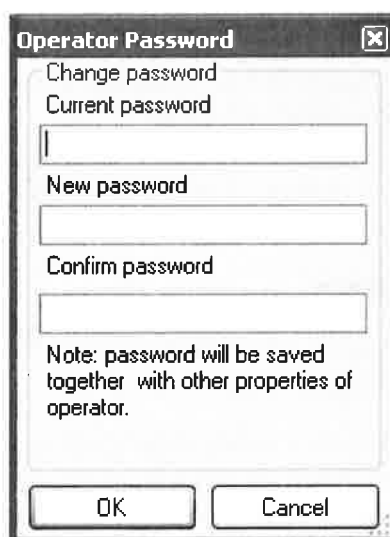 Operator Password
Change password
Current password
New password
Confirm password
Note: password will be saved
together with other properties of
operator.
OK
Cancel